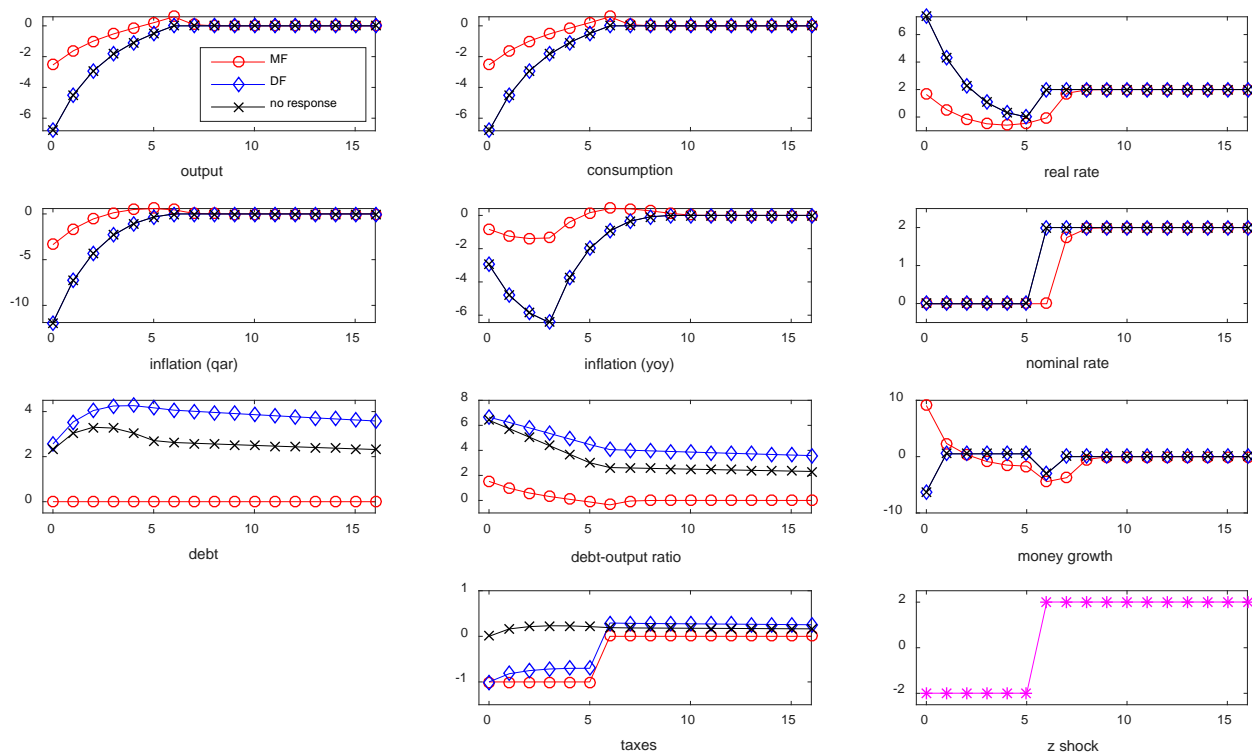 0
-2
-4
-6
MF
DF
no response
0 5 10 15
output
0
-2
-4
-6
0 5 10 15
consumption
6
4
2
0
0 5 10 15
real rate
0
-5
-10
0 5 10 15
inflation (qar)
0
-2
-4
-6
0 5 10 15
inflation (yoy)
2
1
0
0 5 10 15
nominal rate
4
2
0
0 5 10 15
debt
8
6
4
2
0
0 5 10 15
debt-output ratio
10
0
-10
0 5 10 15
money growth
1
0
-1
0 5 10 15
taxes
2
0
-2
0 5 10 15
z shock